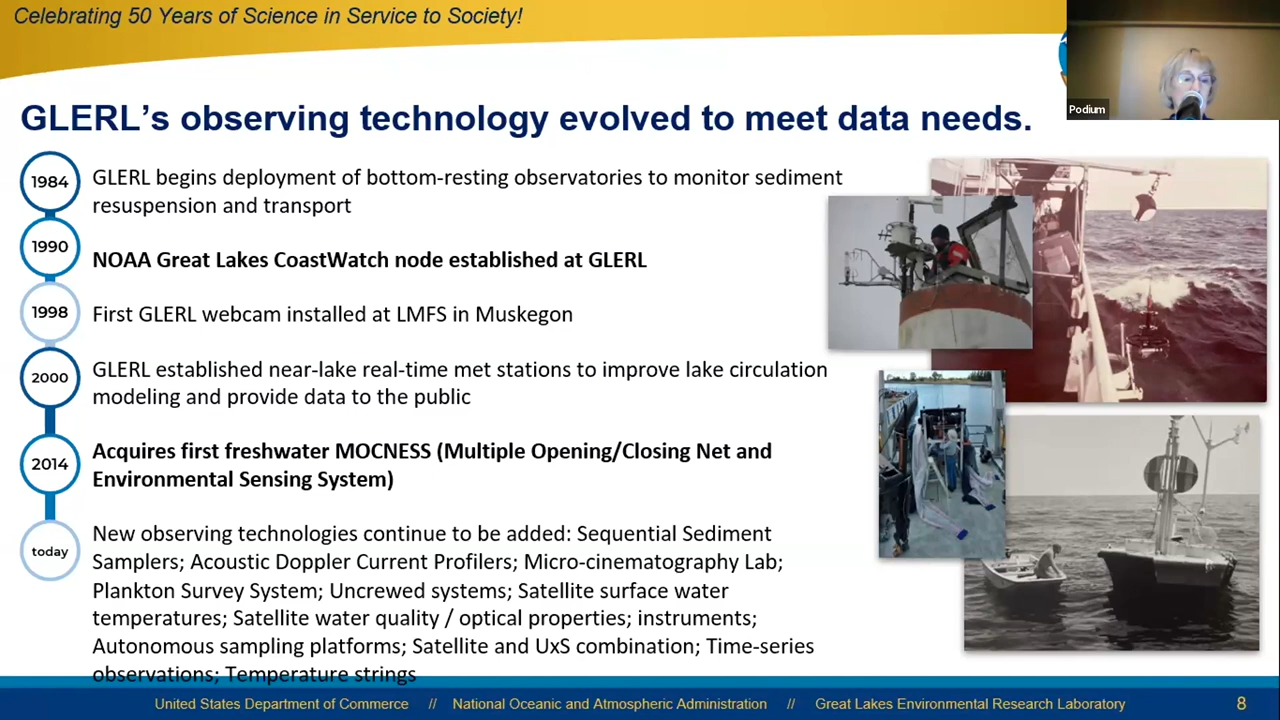 Celebrating 50 Years of Science in Service to Society!
Podium
GLERL's observing technology evolved to meet data needs.
1984
GLERL begins deployment of bottom-resting observatories to monitor sediment
resuspension and transport
1990
NOAA Great Lakes CoastWatch node established at GLERL
1998
First GLERL webcam installed at LMFS in Muskegon
2000
GLERL established near-lake real-time met stations to improve lake circulation
modeling and provide data to the public
2014
Acquires first freshwater MOCNESS (Multiple Opening/Closing Net and
Environmental Sensing System)
today
New observing technologies continue to be added: Sequential Sediment
Samplers; Acoustic Doppler Current Profilers; Micro-cinematography Lab;
Plankton Survey System; Uncrewed systems; Satellite surface water
temperatures; Satellite water quality / optical properties; instruments;
Autonomous sampling platforms; Satellite and UxS combination; Time-series
observations; Temperature strings
United States Department of Commerce // National Oceanic and Atmospheric Administration // Great Lakes Environmental Research Laboratory 8